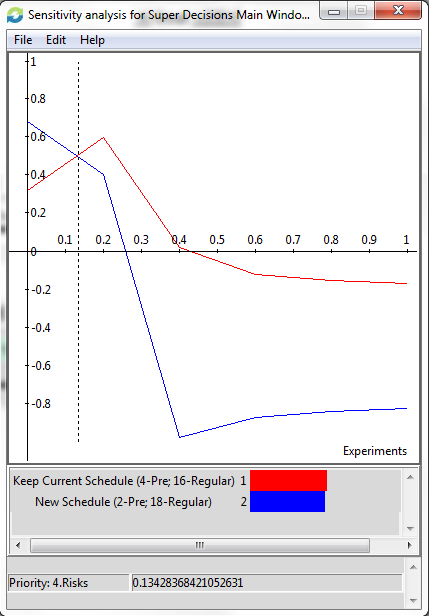 Sensitivity analysis for Super Decisions Main Windo...
File Edit Help
1
0.8
0.6
0.4
0.2
0.1 0.2 0.3 0.4 0.5 0.6 0.7 0.8 0.9 1
0
-0.2
-0.4
-0.6
-0.8
Experiments
Keep Current Schedule (4-Pre; 16-Regular) 1
New Schedule (2-Pre; 18-Regular) 2
Priority: 4.Risks 0.13428368421052631